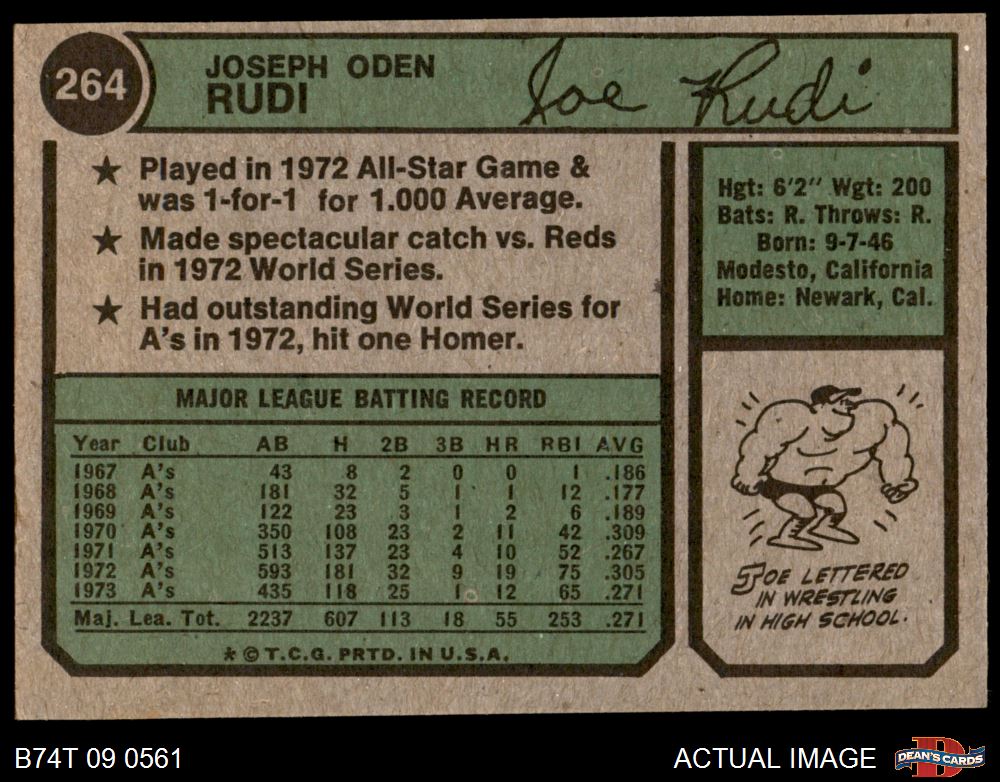 264
JOSEPH ODEN
RUDI
Joe Rudi
★ Played in 1972 All-Star Game &
was 1-for-1 for 1.000 Average.
★ Made spectacular catch vs. Reds
in 1972 World Series.
★ Had outstanding World Series for
A's in 1972, hit one Homer.
MAJOR LEAGUE BATTING RECORD
Year Club AB H 2B 3B HR RBI AVG
1967 A's 43 8 2 0 0 1 .186
1968 A's 181 32 5 1 1 12 .177
1969 A's 122 23 3 1 2 6 .189
1970 A's 350 108 23 2 11 42 .309
1971 A's 513 137 23 4 10 52 .267
1972 A's 593 181 32 9 19 75 .305
1973 A's 435 118 25 1 12 65 .271
Maj. Lea. Tot. 2237 607 113 18 55 253 .271
* © T.C.G. PRTD. IN U.S.A.
Hgt: 6'2" Wgt: 200
Bats: R. Throws: R.
Born: 9-7-46
Modesto, California
Home: Newark, Cal.
JOE LETTERED
IN WRESTLING
IN HIGH SCHOOL.
B74T 09 0561
ACTUAL IMAGE
DEAN'S CARDS